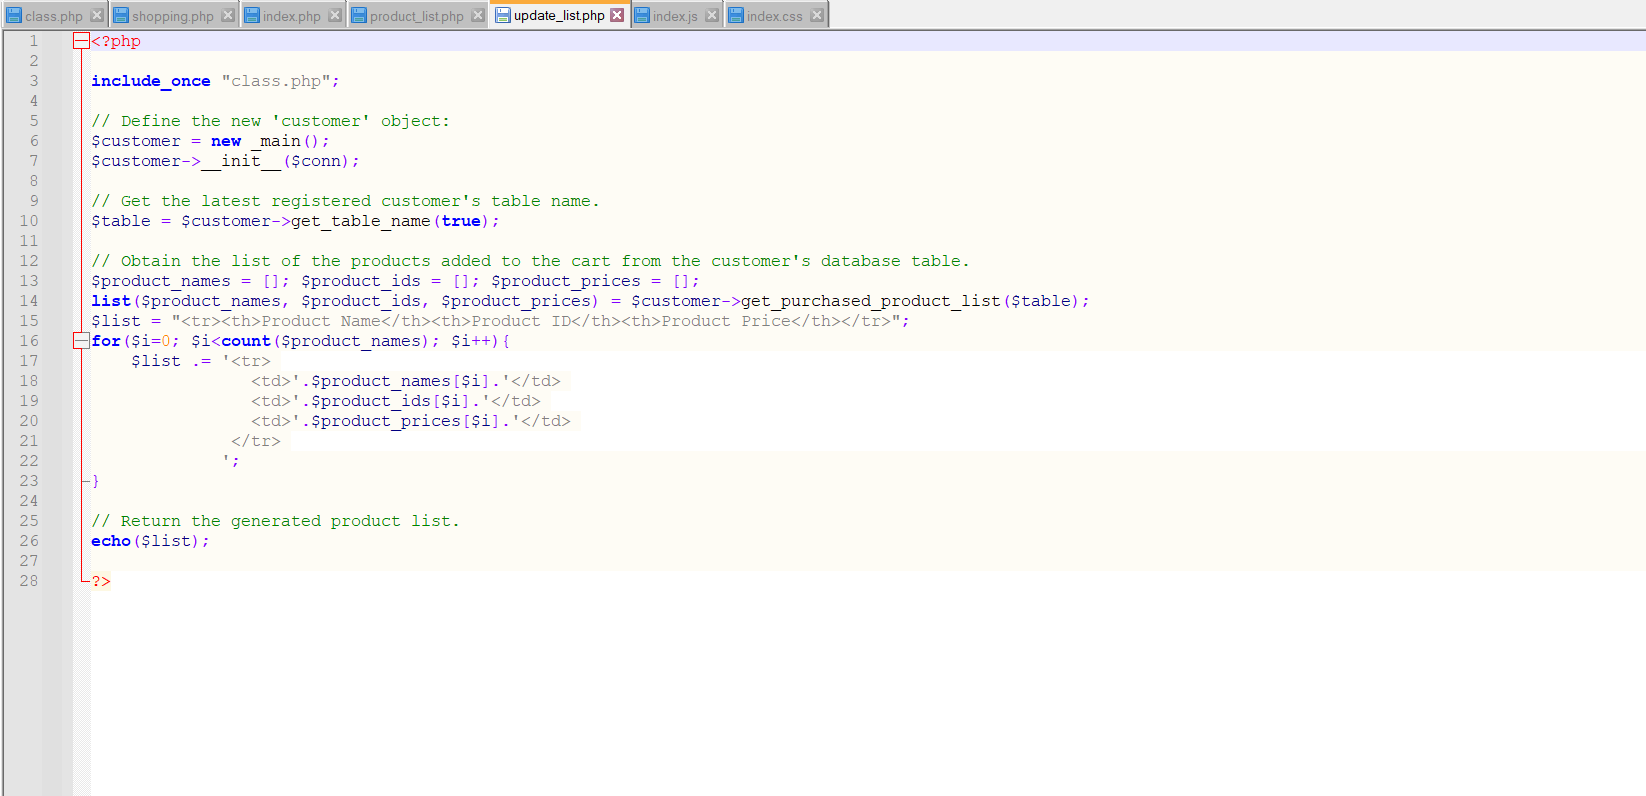 class.php shopping.php index.php product_list.php update_list.php index.js index.css
1 <?php
2
3 include_once "class.php";
4
5 // Define the new 'customer' object:
6 $customer = new _main();
7 $customer->__init__($conn);
8
9 // Get the latest registered customer's table name.
10 $table = $customer->get_table_name(true);
11
12 // Obtain the list of the products added to the cart from the customer's database table.
13 $product_names = []; $product_ids = []; $product_prices = [];
14 list($product_names, $product_ids, $product_prices) = $customer->get_purchased_product_list($table);
15 $list = "<tr><th>Product Name</th><th>Product ID</th><th>Product Price</th></tr>";
16 for($i=0; $i<count($product_names); $i++){
17     $list .= '<tr>
18                 <td>'.$product_names[$i].'</td>
19                 <td>'.$product_ids[$i].'</td>
20                 <td>'.$product_prices[$i].'</td>
21               </tr>
22              ';
23 }
24
25 // Return the generated product list.
26 echo($list);
27
28 ?>